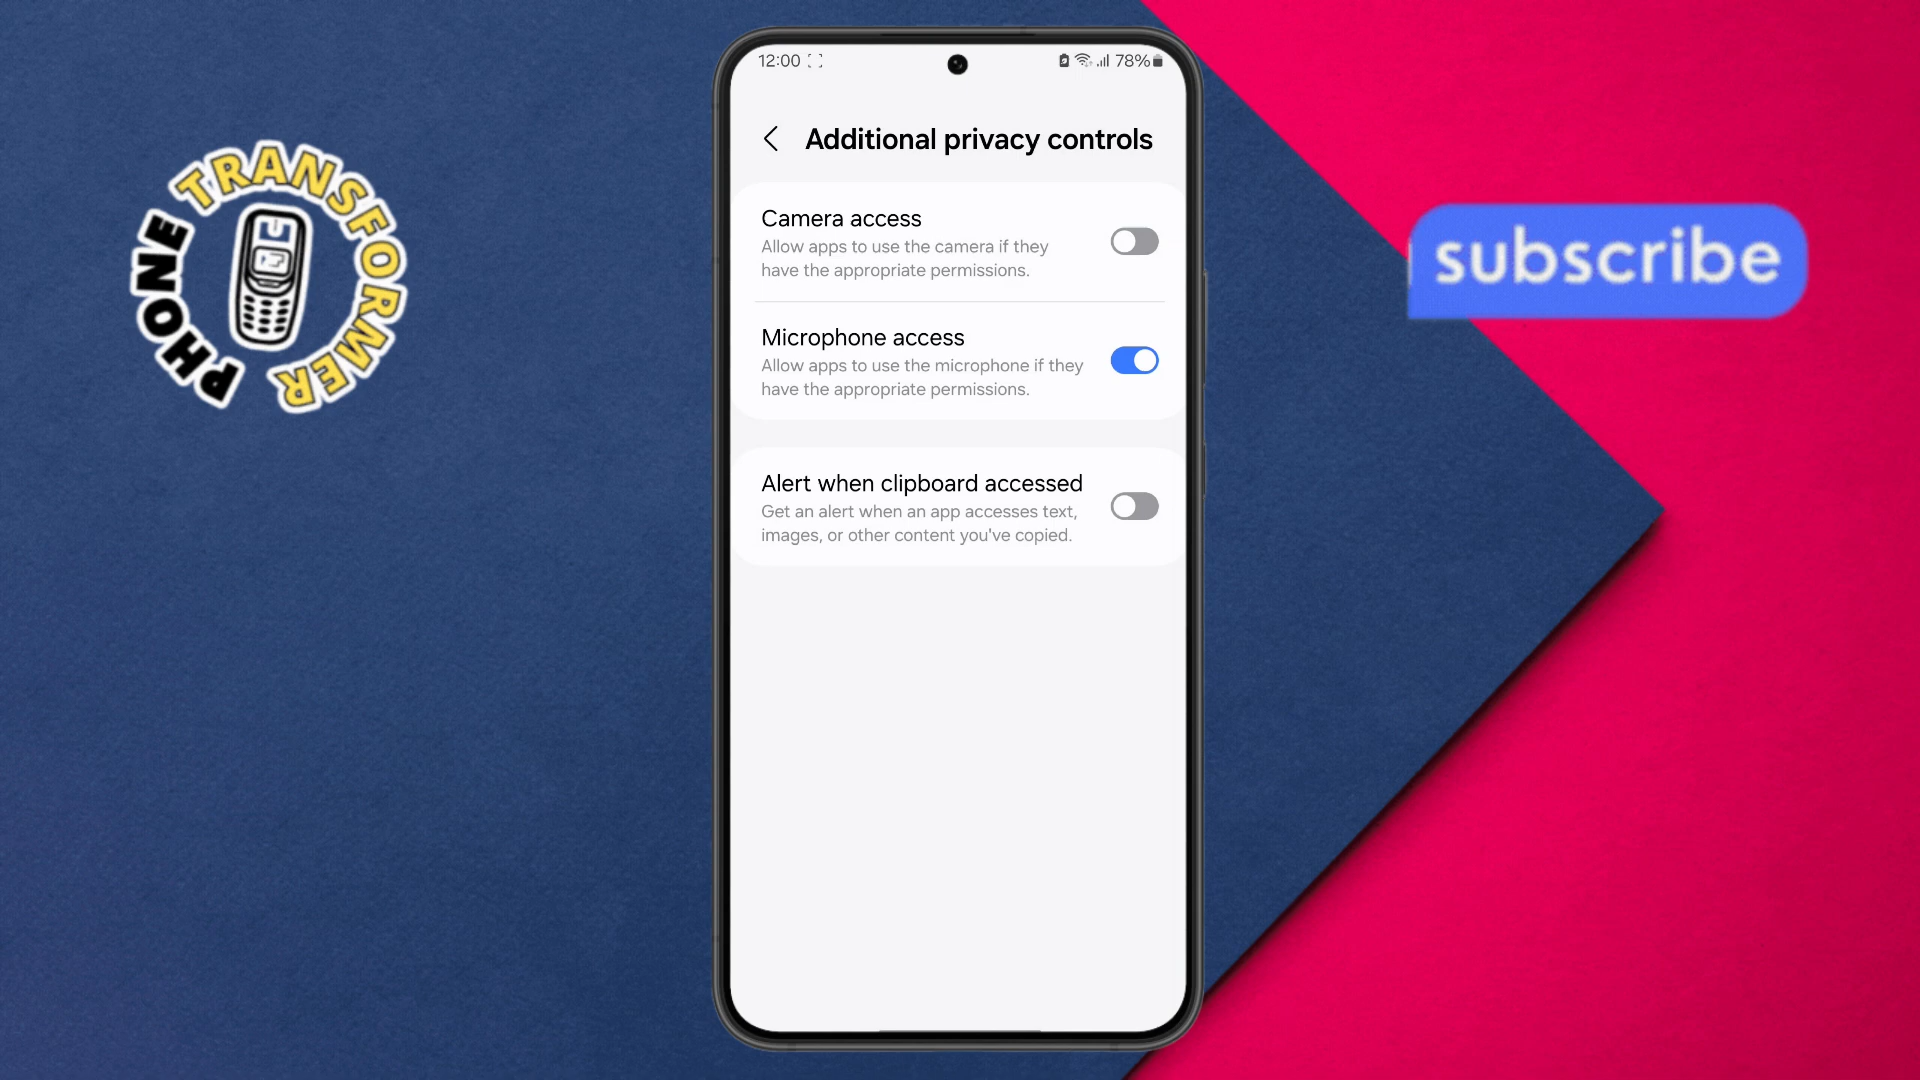 PHONE TRANSFORMER
12:00
78%
Additional privacy controls
Camera access
Allow apps to use the camera if they
have the appropriate permissions.
Microphone access
Allow apps to use the microphone if they
have the appropriate permissions.
Alert when clipboard accessed
Get an alert when an app accesses text,
images, or other content you've copied.
subscribe